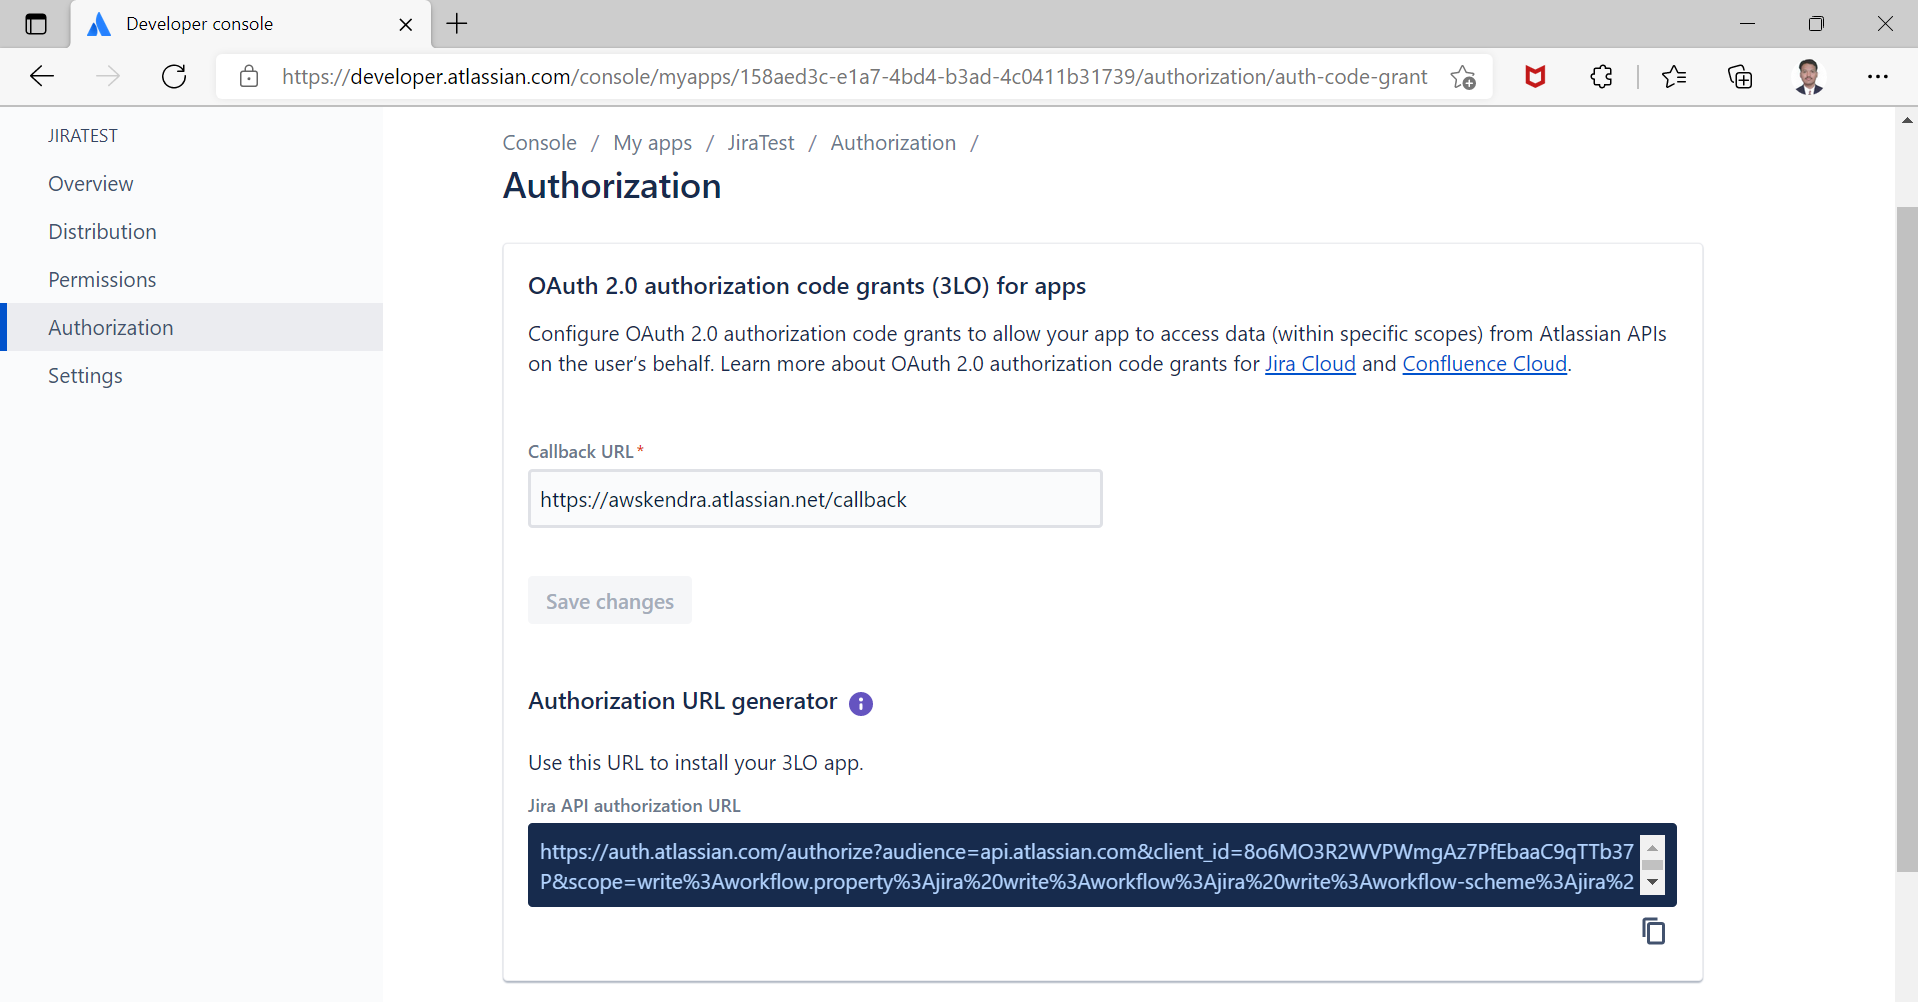 Developer console
https://developer.atlassian.com/console/myapps/158aed3c-e1a7-4bd4-b3ad-4c0411b31739/authorization/auth-code-grant
JIRATEST
Overview
Distribution
Permissions
Authorization
Settings
Console / My apps / JiraTest / Authorization /
Authorization
OAuth 2.0 authorization code grants (3LO) for apps
Configure OAuth 2.0 authorization code grants to allow your app to access data (within specific scopes) from Atlassian APIs
on the user’s behalf. Learn more about OAuth 2.0 authorization code grants for Jira Cloud and Confluence Cloud.
Callback URL*
https://awskendra.atlassian.net/callback
Save changes
Authorization URL generator
Use this URL to install your 3LO app.
Jira API authorization URL
https://auth.atlassian.com/authorize?audience=api.atlassian.com&client_id=8o6MO3R2WVPWmgAz7PfEbaaC9qTTb37
P&scope=write%3Aworkflow.property%3Ajira%20write%3Aworkflow%3Ajira%20write%3Aworkflow-scheme%3Ajira%2